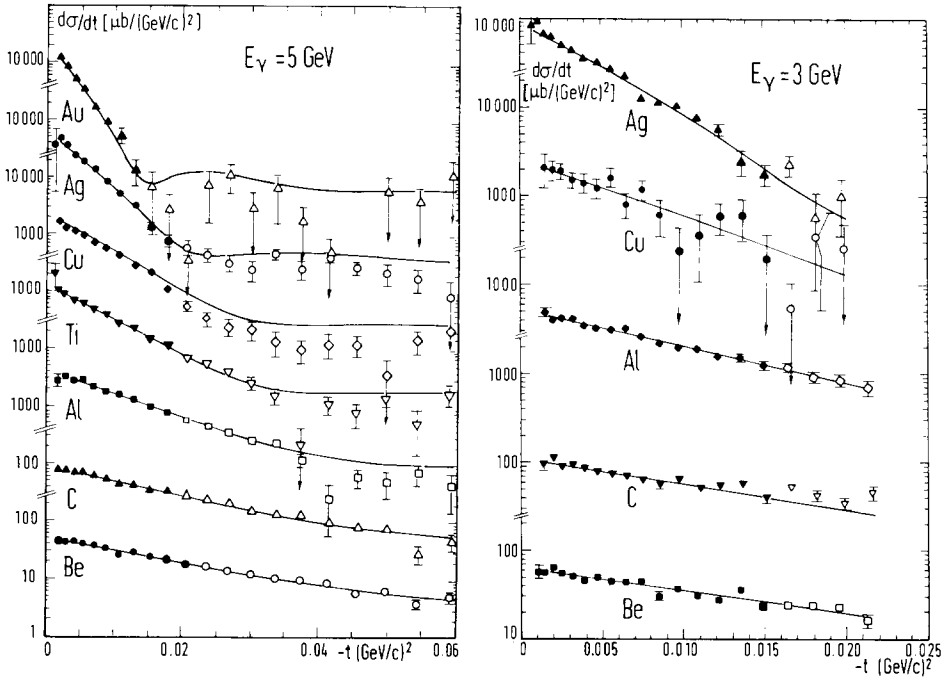 dσ/dt [μb/(GeV/c)²]
E_γ = 5 GeV
10 000
Au
10 000
Ag
10 000
1000
Cu
1000
Ti
1000
Al
100
C
100
Be
10
1
0
0.02
0.04
0.06
-t (GeV/c)²
10 000
dσ/dt
[μb/(GeV/c)²]
E_γ = 3 GeV
10 000
Ag
1000
Cu
1000
Al
100
C
100
Be
10
0
0.005
0.010
0.015
0.020
0.025
-t (GeV/c)²